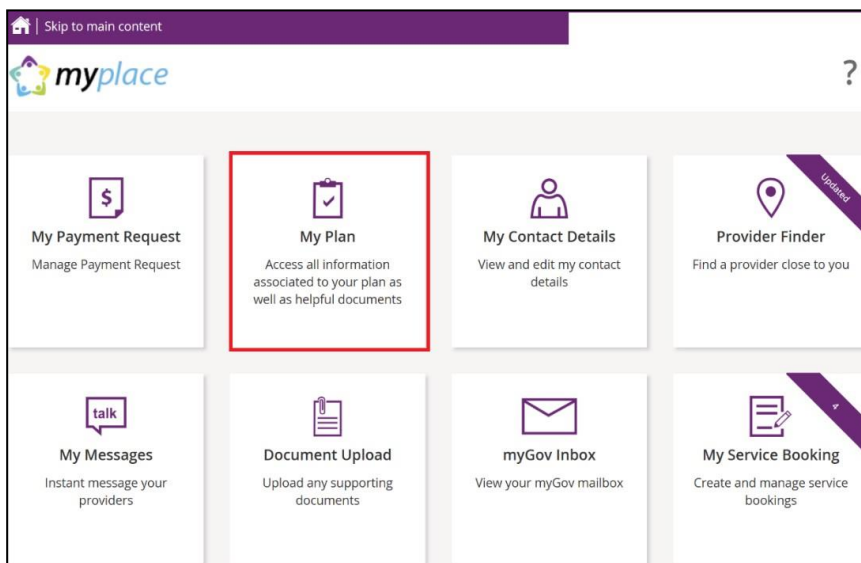 Skip to main content
myplace
?
$
My Payment Request
Manage Payment Request
My Plan
Access all information
associated to your plan as
well as helpful documents
My Contact Details
View and edit my contact
details
Updated
Provider Finder
Find a provider close to you
talk
My Messages
Instant message your
providers
Document Upload
Upload any supporting
documents
myGov Inbox
View your myGov mailbox
4
My Service Booking
Create and manage service
bookings